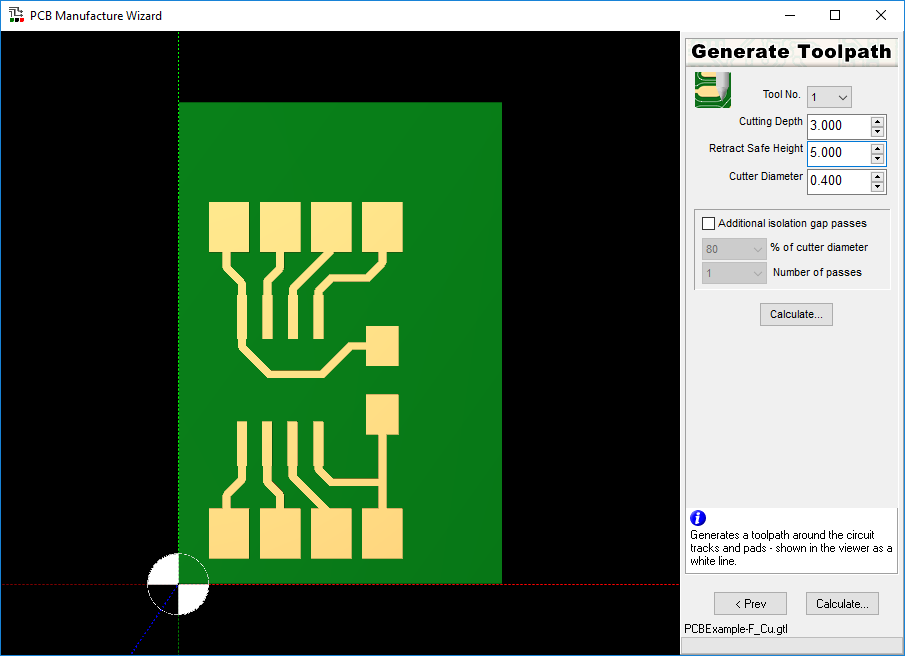 PCB Manufacture Wizard
Generate Toolpath
Tool No. 1
Cutting Depth 3.000
Retract Safe Height 5.000
Cutter Diameter 0.400
Additional isolation gap passes
80 % of cutter diameter
1 Number of passes
Calculate...
i
Generates a toolpath around the circuit
tracks and pads - shown in the viewer as a
white line.
< Prev Calculate...
PCBExample-F_Cu.gtl